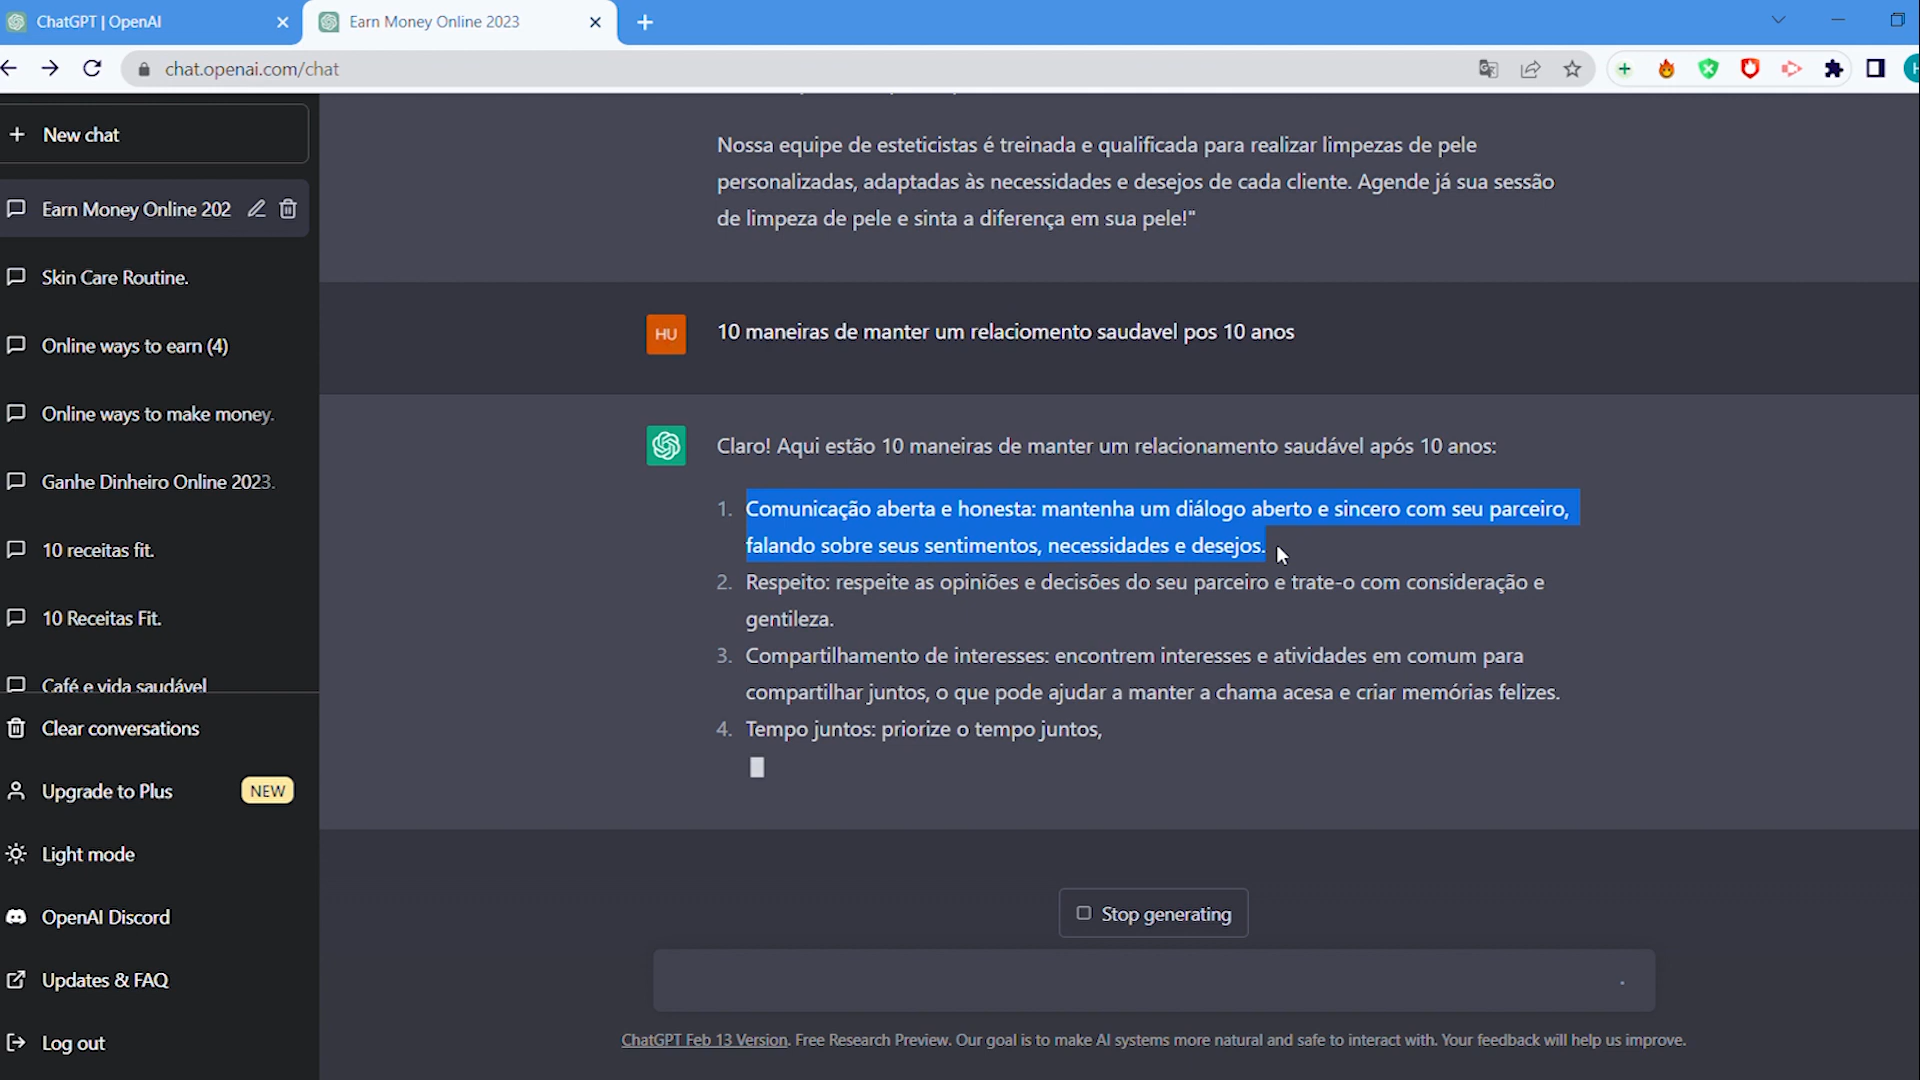 ChatGPT | OpenAI
Earn Money Online 2023
chat.openai.com/chat
New chat
Earn Money Online 202
Skin Care Routine.
Online ways to earn (4)
Online ways to make money.
Ganhe Dinheiro Online 2023.
10 receitas fit.
10 Receitas Fit.
Café e vida saudável
Clear conversations
Upgrade to Plus
NEW
Light mode
OpenAI Discord
Updates & FAQ
Log out
Nossa equipe de esteticistas é treinada e qualificada para realizar limpezas de pele
personalizadas, adaptadas às necessidades e desejos de cada cliente. Agende já sua sessão
de limpeza de pele e sinta a diferença em sua pele!"
HU
10 maneiras de manter um relaciomento saudavel pos 10 anos
Claro! Aqui estão 10 maneiras de manter um relacionamento saudável após 10 anos:
1. Comunicação aberta e honesta: mantenha um diálogo aberto e sincero com seu parceiro,
falando sobre seus sentimentos, necessidades e desejos.
2. Respeito: respeite as opiniões e decisões do seu parceiro e trate-o com consideração e
gentileza.
3. Compartilhamento de interesses: encontrem interesses e atividades em comum para
compartilhar juntos, o que pode ajudar a manter a chama acesa e criar memórias felizes.
4. Tempo juntos: priorize o tempo juntos,
Stop generating
ChatGPT Feb 13 Version. Free Research Preview. Our goal is to make AI systems more natural and safe to interact with. Your feedback will help us improve.